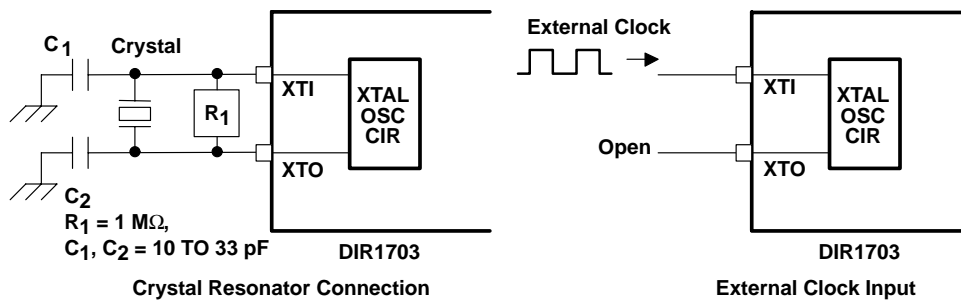 C1
Crystal
R1
XTI
XTAL
OSC
CIR
XTO
C2
R1 = 1 MΩ,
C1, C2 = 10 TO 33 pF
DIR1703
Crystal Resonator Connection
External Clock
XTI
XTAL
OSC
CIR
Open
XTO
DIR1703
External Clock Input